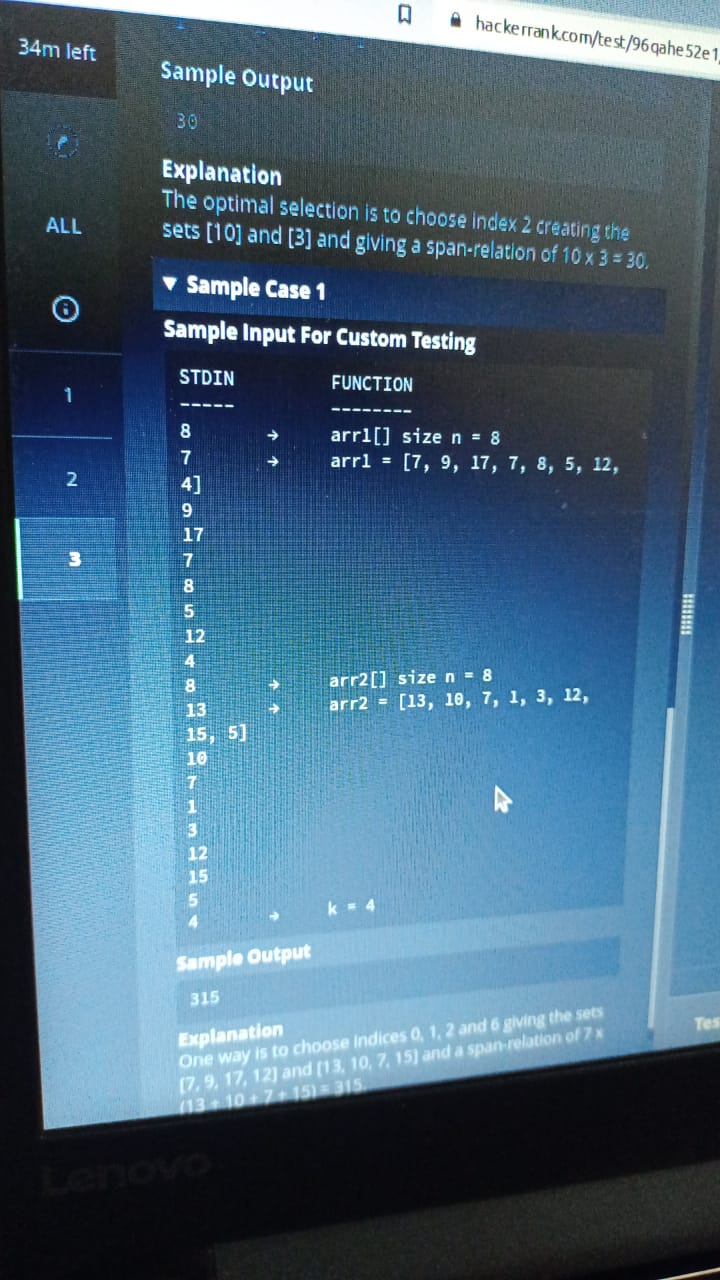 hackerrank.com/test/96qahe52e1
34m left
Sample Output
30
Explanation
The optimal selection is to choose index 2 creating the
sets [10] and [3] and giving a span-relation of 10 x 3 = 30.
ALL
▼ Sample Case 1
Sample Input For Custom Testing
STDIN FUNCTION
----- --------
8 → arr1[] size n = 8
7 → arr1 = [7, 9, 17, 7, 8, 5, 12,
4]
9
17
7
8
5
12
4
8 → arr2[] size n = 8
13 → arr2 = [13, 10, 7, 1, 3, 12,
15, 5]
10
7
1
3
12
15
5
4 → k = 4
Sample Output
315
Explanation
One way is to choose indices 0, 1, 2 and 6 giving the sets
[7, 9, 17, 12] and [13, 10, 7, 15] and a span-relation of 7 x
(13 + 10 + 7 + 15) = 315.
1
2
3
Tes
Lenovo